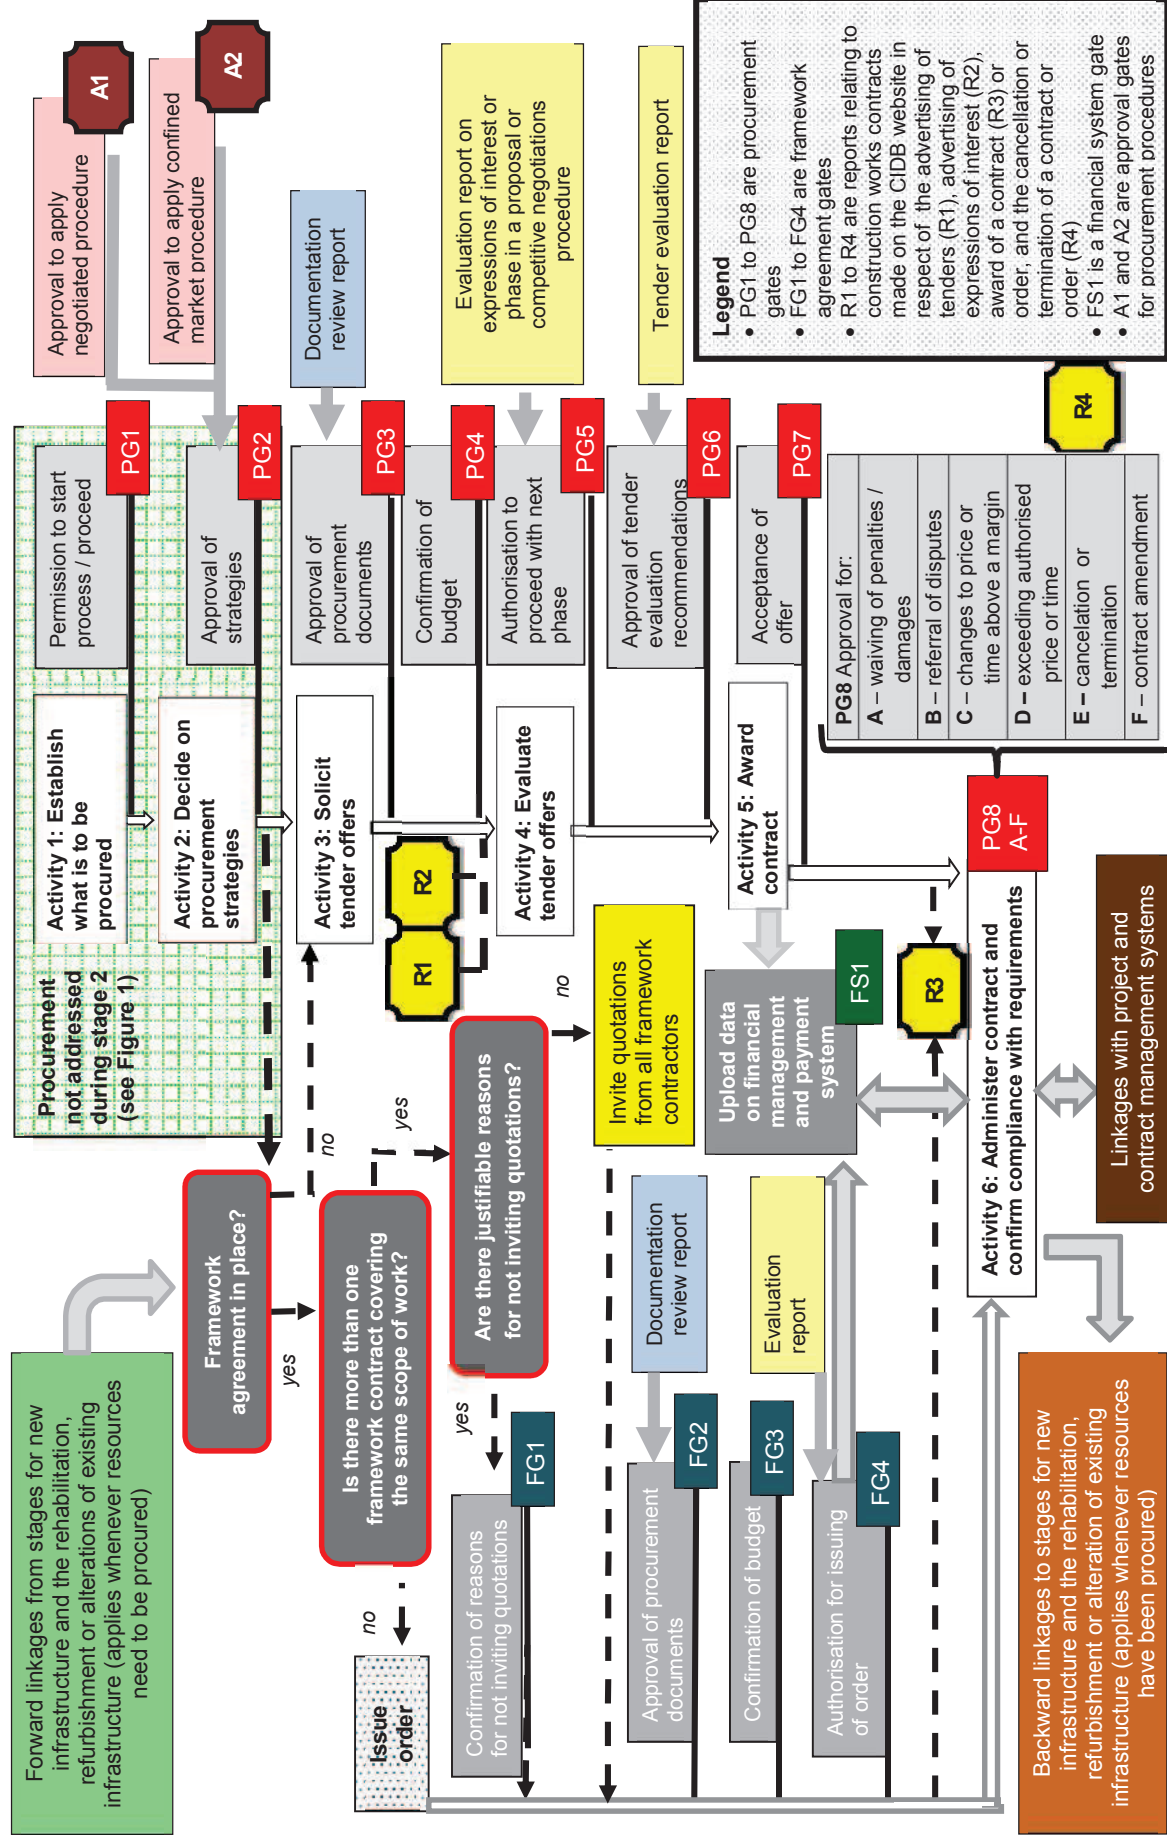 Forward linkages from stages for new
infrastructure and the rehabilitation,
refurbishment or alterations of existing
infrastructure (applies whenever resources
need to be procured)
Procurement
not addressed
during stage 2
(see Figure 1)
Activity 1: Establish
what is to be
procured
Permission to start
process / proceed
PG1
Approval to apply
negotiated procedure
A1
Activity 2: Decide on
procurement
strategies
Approval of
strategies
PG2
Approval to apply confined
market procedure
A2
Framework
agreement in place?
yes
no
Activity 3: Solicit
tender offers
Approval of
procurement
documents
PG3
Documentation
review report
Is there more than one
framework contract covering
the same scope of work?
no
yes
Issue
order
R1
R2
Confirmation of
budget
PG4
Are there justifiable reasons
for not inviting quotations?
yes
no
Activity 4: Evaluate
tender offers
Authorisation to
proceed with next
phase
PG5
Evaluation report on
expressions of interest or
phase in a proposal or
competitive negotiations
procedure
Confirmation of reasons
for not inviting quotations
FG1
Invite quotations
from all framework
contractors
Approval of tender
evaluation
recommendations
PG6
Tender evaluation report
Approval of procurement
documents
FG2
Documentation
review report
Upload data
on financial
management
and payment
system
FS1
Activity 5: Award
contract
Acceptance of
offer
PG7
Confirmation of budget
FG3
Evaluation
report
Authorisation for issuing
of order
FG4
R3
Activity 6: Administer contract and
confirm compliance with requirements
PG8
A-F
PG8 Approval for:
A – waiving of penalties /
damages
B – referral of disputes
C – changes to price or
time above a margin
D – exceeding authorised
price or time
E – cancelation or
termination
F – contract amendment
R4
Backward linkages to stages for new
infrastructure and the rehabilitation,
refurbishment or alteration of existing
infrastructure (applies whenever resources
have been procured)
Linkages with project and
contract management systems
Legend
• PG1 to PG8 are procurement
gates
• FG1 to FG4 are framework
agreement gates
• R1 to R4 are reports relating to
construction works contracts
made on the CIDB website in
respect of the advertising of
tenders (R1), advertising of
expressions of interest (R2),
award of a contract (R3) or
order, and the cancellation or
termination of a contract or
order (R4)
• FS1 is a financial system gate
• A1 and A2 are approval gates
for procurement procedures